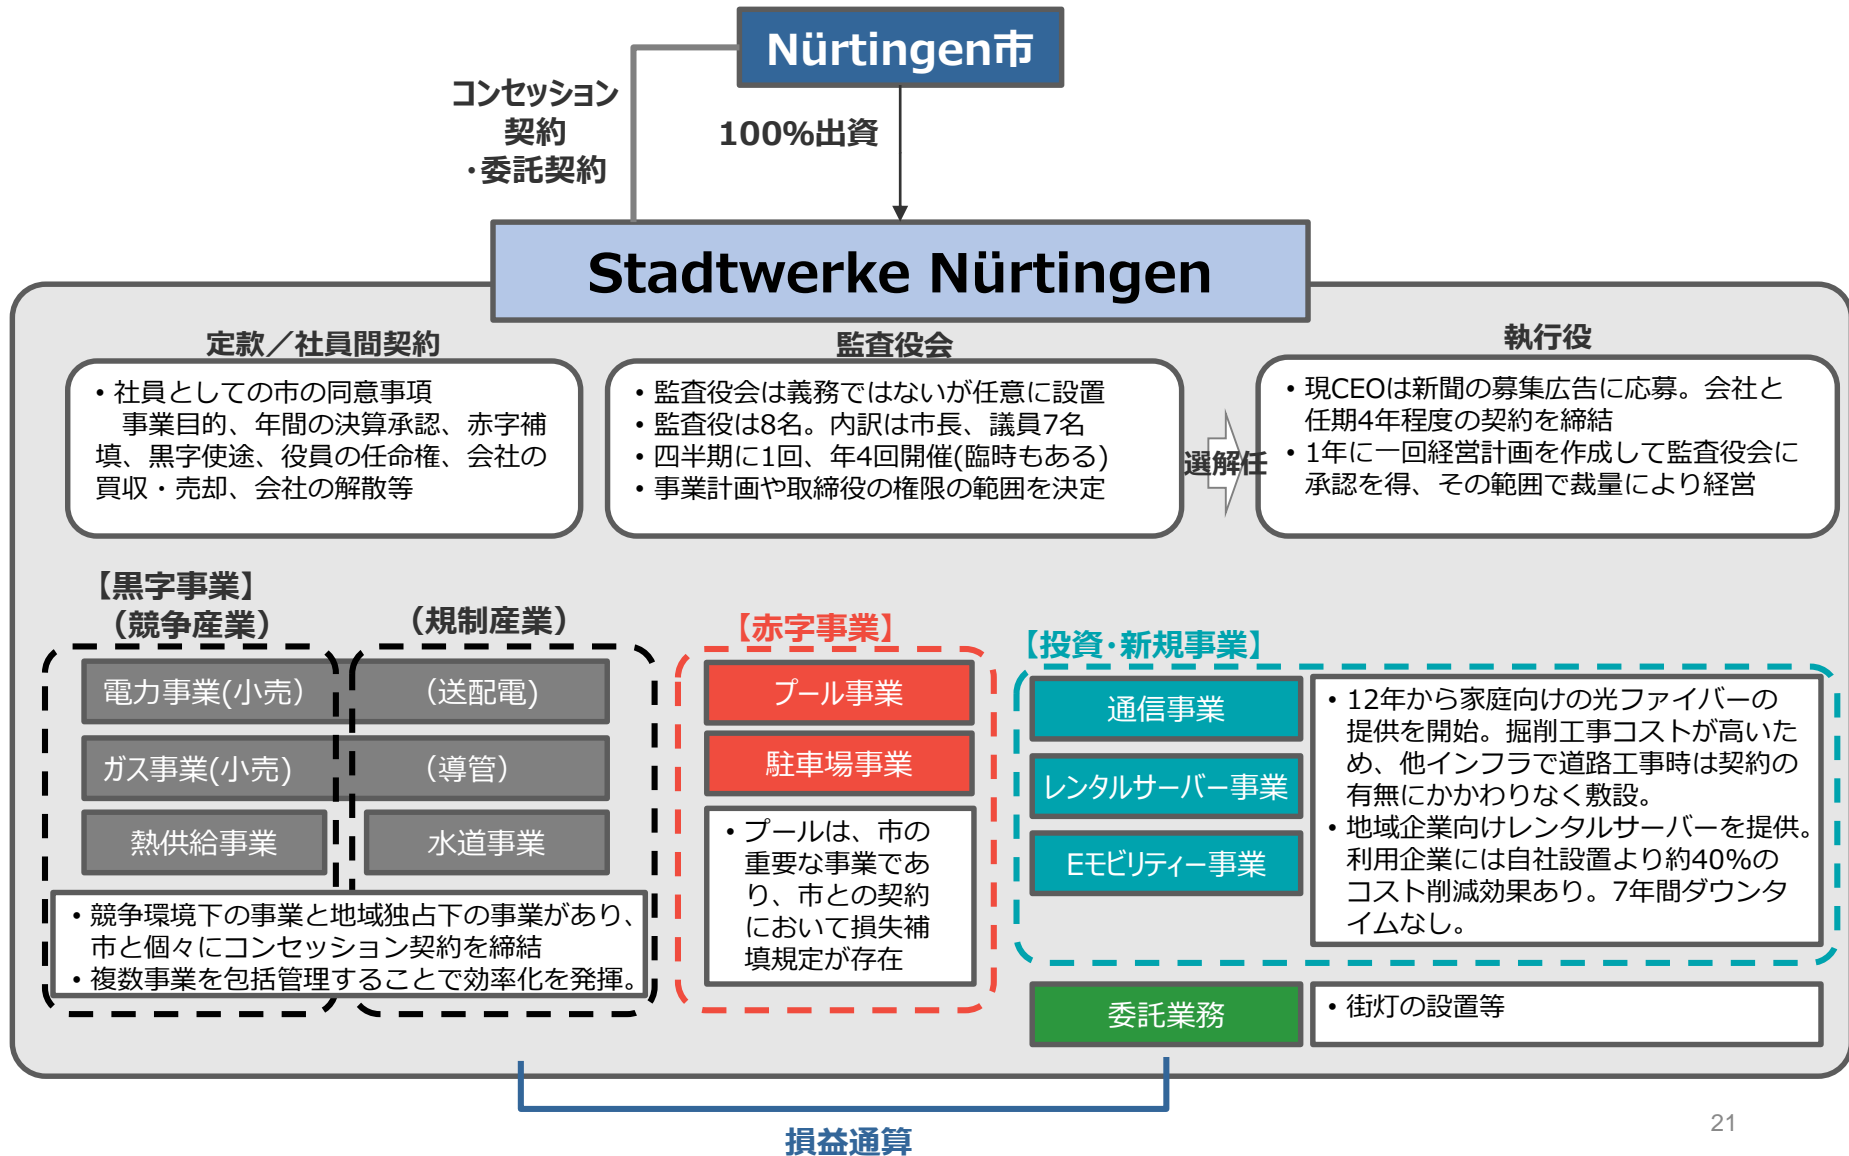 Nürtingen市
コンセッション
契約
・委託契約
100%出資
Stadtwerke Nürtingen
定款／社員間契約
・社員としての市の同意事項
事業目的、年間の決算承認、赤字補
填、黒字使途、役員の任命権、会社の
買収・売却、会社の解散等
監査役会
・監査役会は義務ではないが任意に設置
・監査役は8名。内訳は市長、議員7名
・四半期に1回、年4回開催(臨時もある)
・事業計画や取締役の権限の範囲を決定
選解任
執行役
・現CEOは新聞の募集広告に応募。会社と
任期4年程度の契約を締結
・1年に一回経営計画を作成して監査役会に
承認を得、その範囲で裁量により経営
【黒字事業】
（競争産業）
（規制産業）
電力事業(小売）
（送配電)
ガス事業(小売)
（導管）
熱供給事業
水道事業
・競争環境下の事業と地域独占下の事業があり、
市と個々にコンセッション契約を締結
・複数事業を包括管理することで効率化を発揮。
【赤字事業】
プール事業
駐車場事業
・プールは、市の
重要な事業であ
り、市との契約
において損失補
填規定が存在
【投資･新規事業】
通信事業
レンタルサーバー事業
Eモビリティー事業
・12年から家庭向けの光ファイバーの
提供を開始。掘削工事コストが高いた
め、他インフラで道路工事時は契約の
有無にかかわりなく敷設。
・地域企業向けレンタルサーバーを提供。
利用企業には自社設置より約40%の
コスト削減効果あり。7年間ダウンタ
イムなし。
委託業務
・街灯の設置等
損益通算
21